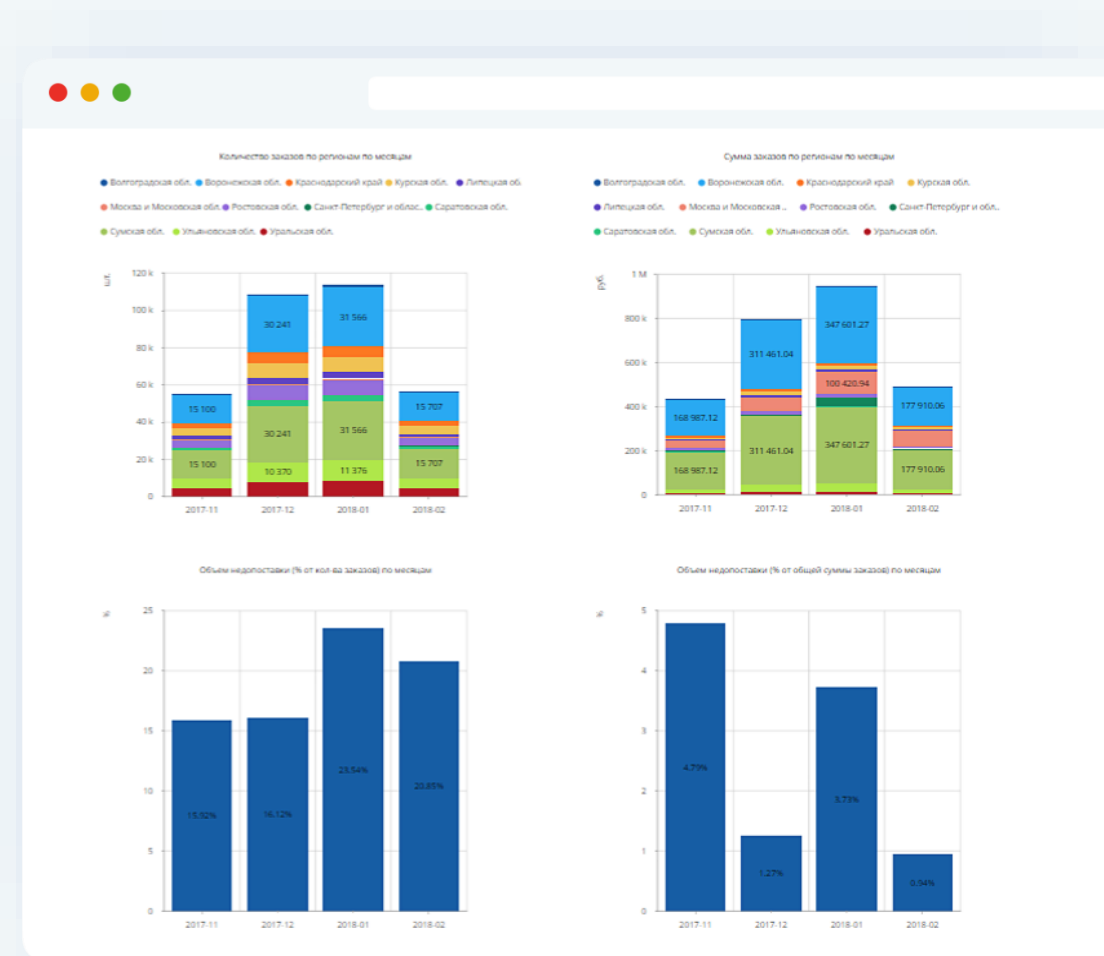 Количество заказов по регионам по месяцам
Волгоградская обл. Воронежская обл. Краснодарский край Курская обл. Липецкая об.
Москва и Московская обл. Ростовская обл. Санкт-Петербург и облас.. Саратовская обл.
Сумская обл. Ульяновская обл. Уральская обл.
шт.
120 k
100 k
80 k
60 k
40 k
20 k
0
15 100
15 100
30 241
30 241
10 370
31 566
31 566
11 376
15 707
15 707
2017-11 2017-12 2018-01 2018-02
Сумма заказов по регионам по месяцам
Волгоградская обл. Воронежская обл. Краснодарский край Курская обл.
Липецкая обл. Москва и Московская .. Ростовская обл. Санкт-Петербург и обл..
Саратовская обл. Сумская обл. Ульяновская обл. Уральская обл.
руб.
1 M
800 k
600 k
400 k
200 k
0
168 987.12
168 987.12
311 461.04
311 461.04
347 601.27
100 420.94
347 601.27
177 910.06
177 910.06
2017-11 2017-12 2018-01 2018-02
Объем недопоставки (% от кол-ва заказов) по месяцам
%
25
20
15
10
5
0
15.92%
16.12%
23.54%
20.85%
2017-11 2017-12 2018-01 2018-02
Объем недопоставки (% от общей суммы заказов) по месяцам
%
5
4
3
2
1
0
4.79%
1.27%
3.73%
0.94%
2017-11 2017-12 2018-01 2018-02